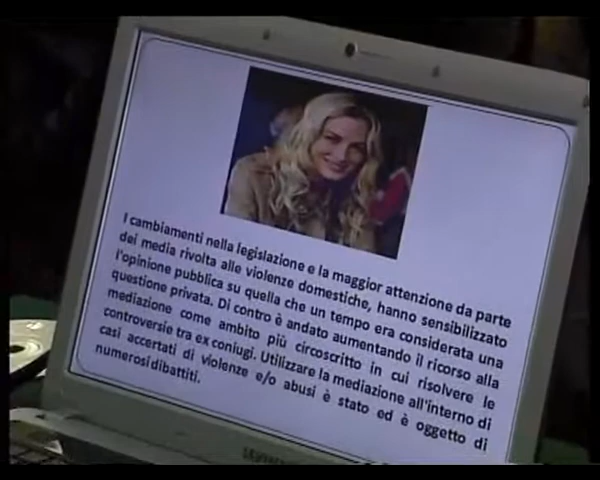 I cambiamenti nella legislazione e la maggior attenzione da parte
dei media rivolta alle violenze domestiche, hanno sensibilizzato
l'opinione pubblica su quella che un tempo era considerata una
questione privata. Di contro è andato aumentando il ricorso alla
mediazione come ambito più circoscritto in cui risolvere le
controversie tra ex coniugi. Utilizzare la mediazione all'interno di
casi accertati di violenze e/o abusi è stato ed è oggetto di
numerosi dibattiti.